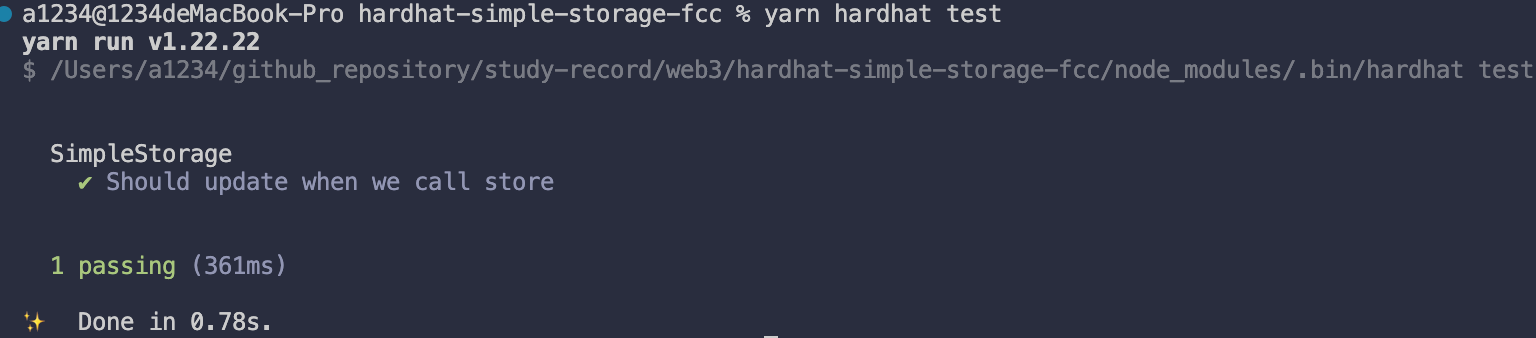 a1234@1234deMacBook-Pro hardhat-simple-storage-fcc % yarn hardhat test
yarn run v1.22.22
$ /Users/a1234/github_repository/study-record/web3/hardhat-simple-storage-fcc/node_modules/.bin/hardhat test
SimpleStorage
✔ Should update when we call store
1 passing (361ms)
✨ Done in 0.78s.